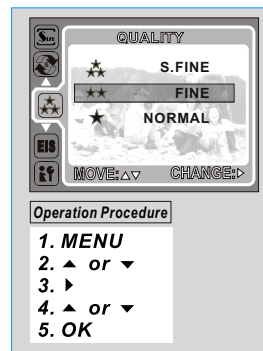 QUALITY
S.FINE
FINE
NORMAL
EIS
MOVE:△▽ CHANGE:▷
Operation Procedure
1. MENU
2. ▲ or ▼
3. ▶
4. ▲ or ▼
5. OK